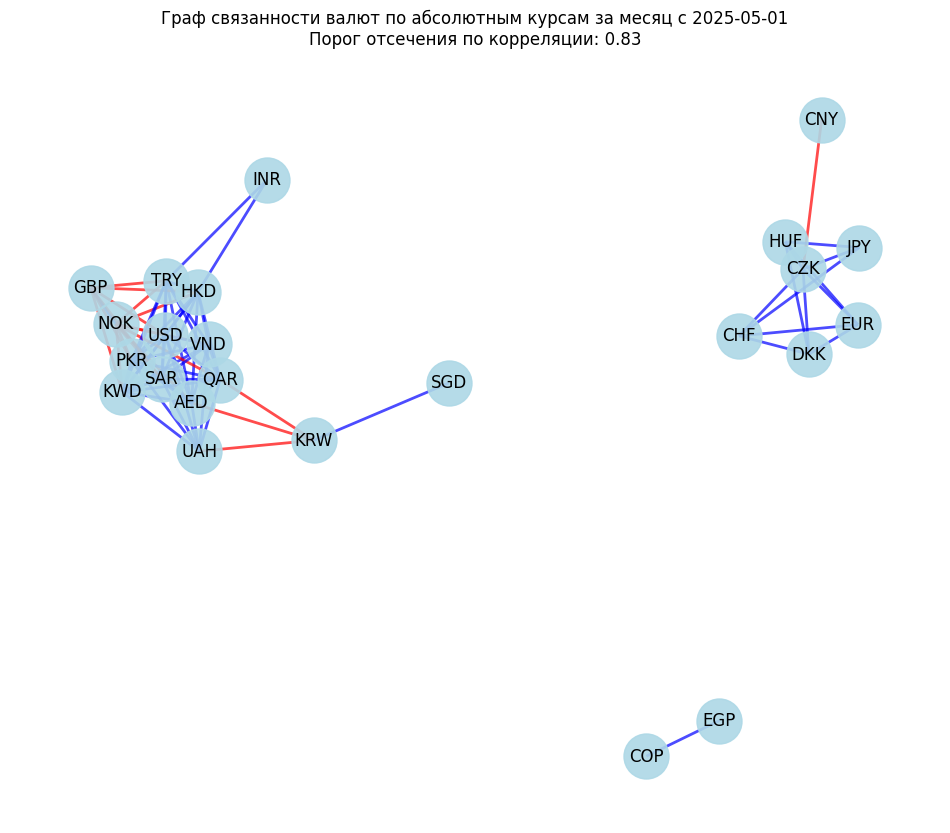 Граф связанности валют по абсолютным курсам за месяц с 2025-05-01
Порог отсечения по корреляции: 0.83
CNY
INR
HUF
JPY
CZK
TRY
GBP
HKD
NOK
EUR
USD
CHF
VND
DKK
PKR
SAR
QAR
SGD
KWD
AED
KRW
UAH
EGP
COP